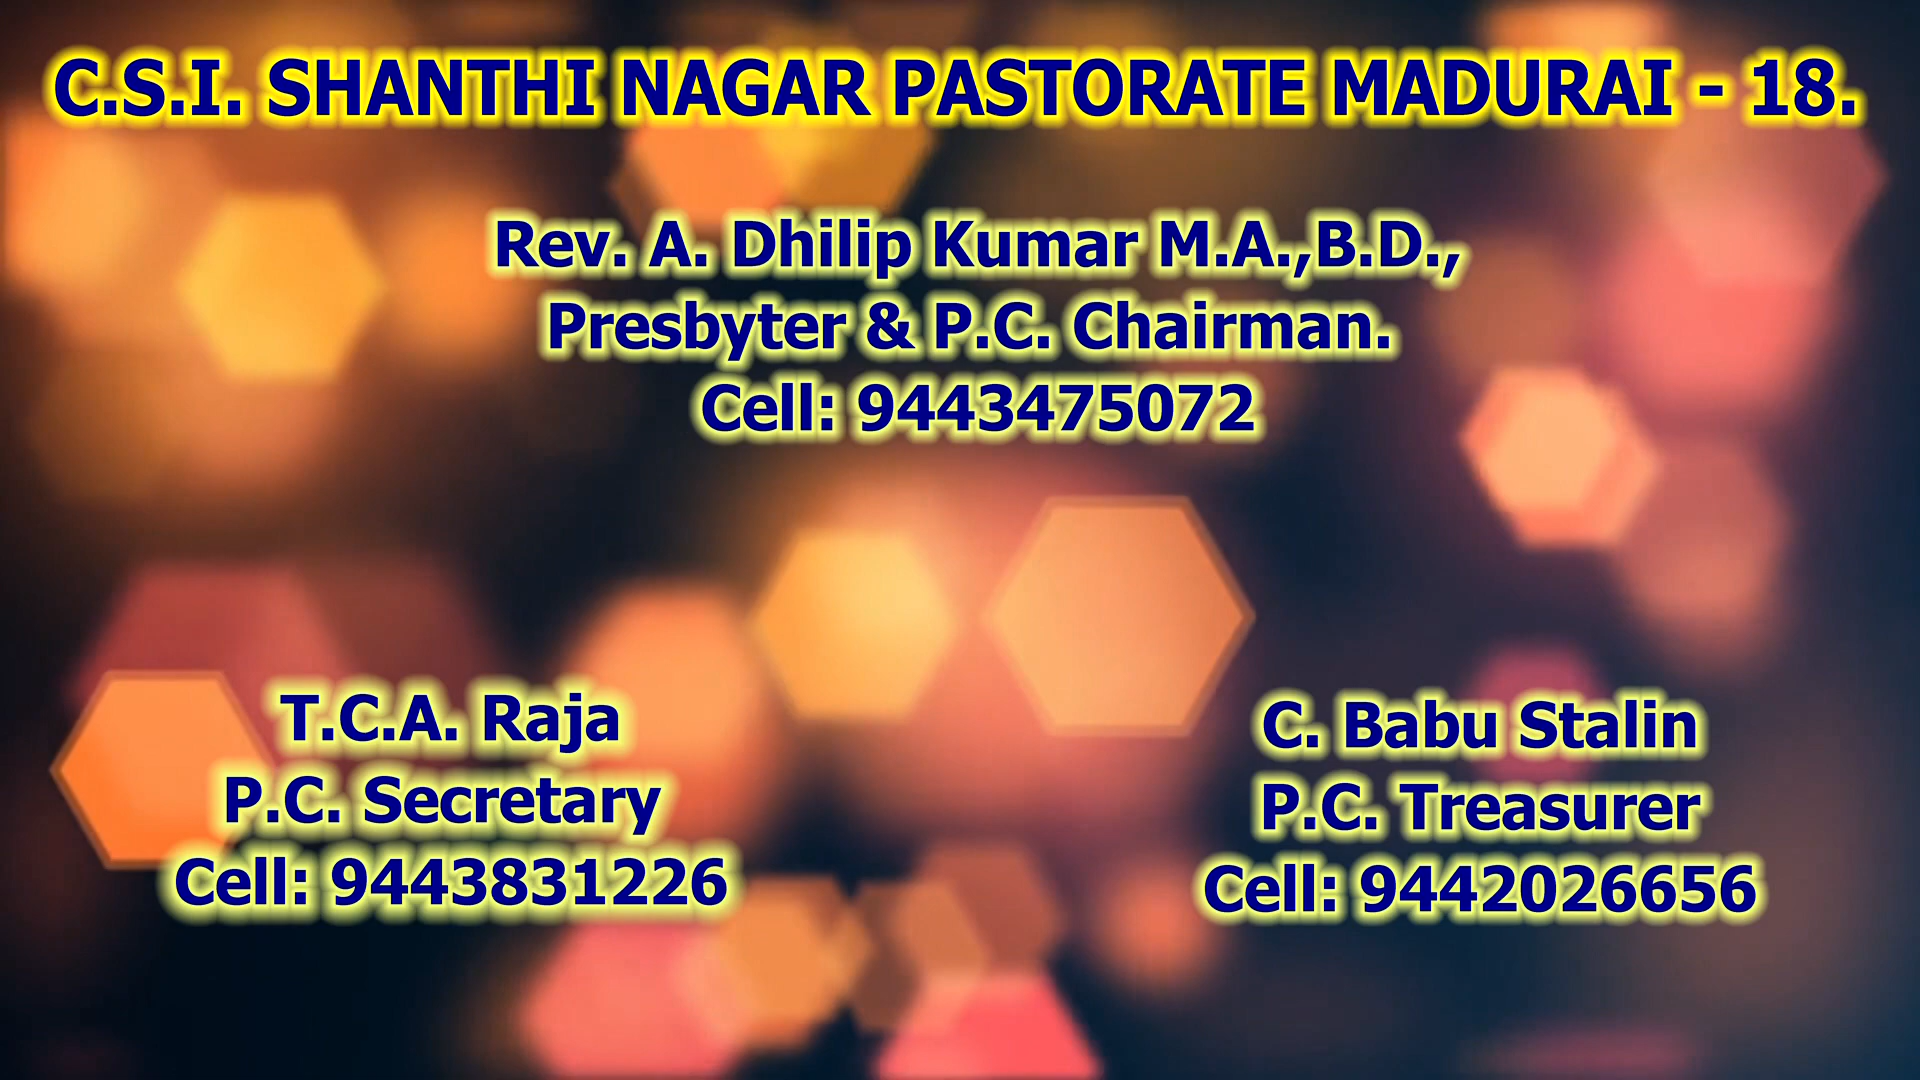 C.S.I. SHANTHI NAGAR PASTORATE MADURAI - 18.
Rev. A. Dhilip Kumar M.A.,B.D.,
Presbyter & P.C. Chairman.
Cell: 9443475072
T.C.A. Raja
P.C. Secretary
Cell: 9443831226
C. Babu Stalin
P.C. Treasurer
Cell: 9442026656